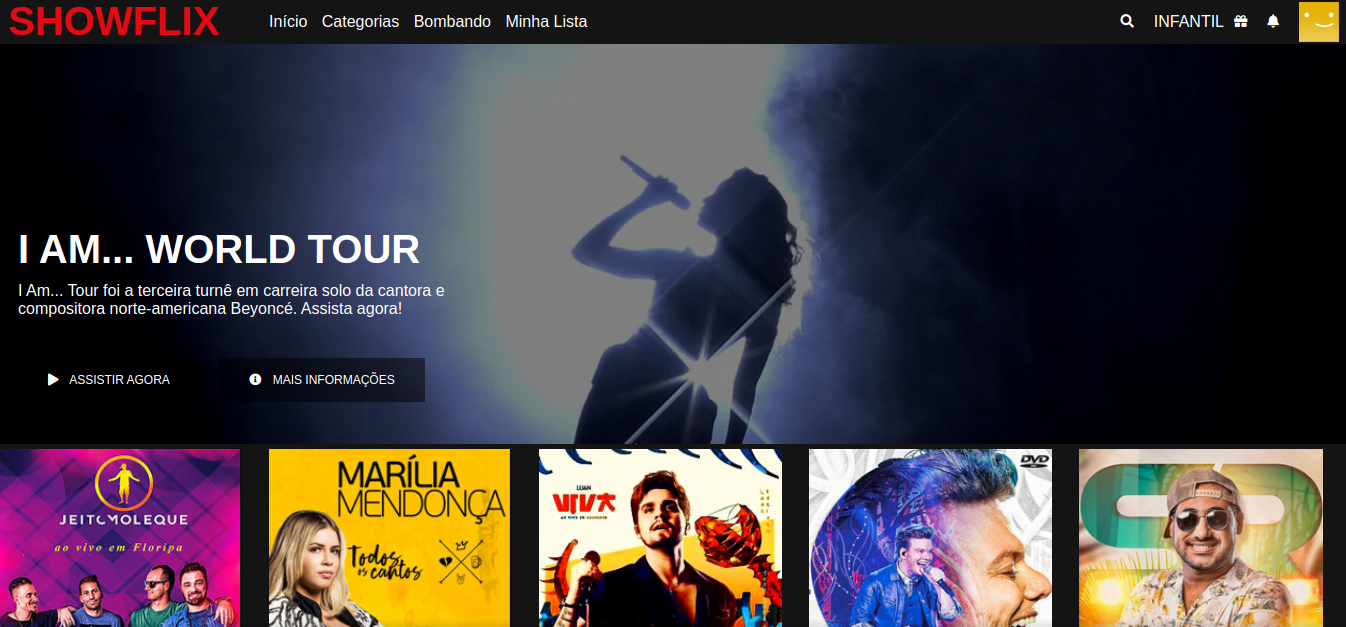 SHOWFLIX
Início Categorias Bombando Minha Lista
INFANTIL
I AM... WORLD TOUR
I Am... Tour foi a terceira turnê em carreira solo da cantora e
compositora norte-americana Beyoncé. Assista agora!
ASSISTIR AGORA
MAIS INFORMAÇÕES
JEITOMOLEQUE
ao vivo em Floripa
MARÍLIA
MENDONÇA
Todos
os cantos
LUAN
VIVA
AO VIVO EM SALVADOR
DVD